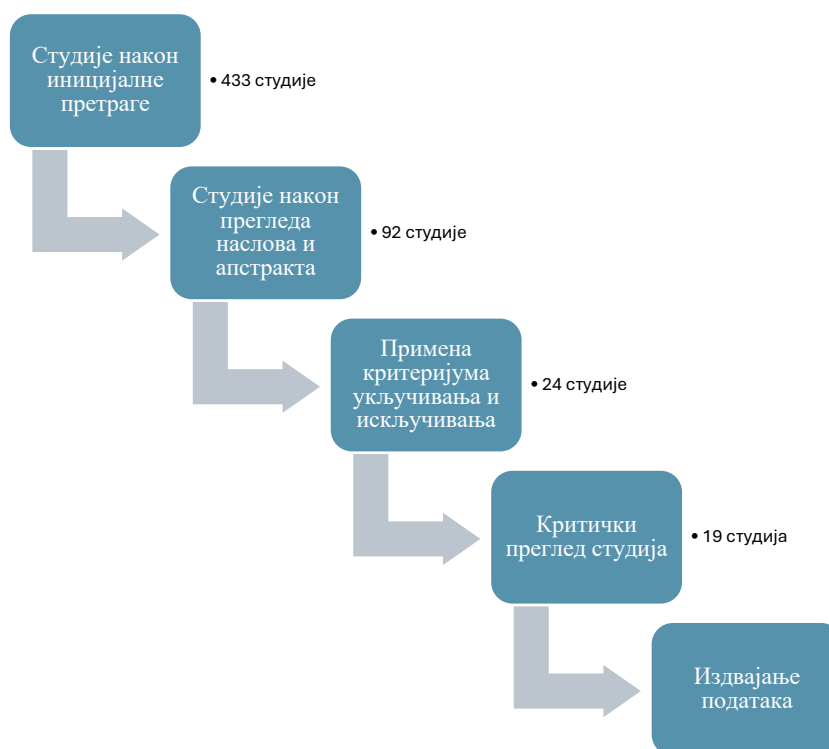 Студије након
иницијалне
претраге
• 433 студије
Студије након
прегледа
наслова и
апстракта
• 92 студије
Примена
критеријума
укључивања и
искључивања
• 24 студије
Критички
преглед студија
• 19 студија
Издвајање
података